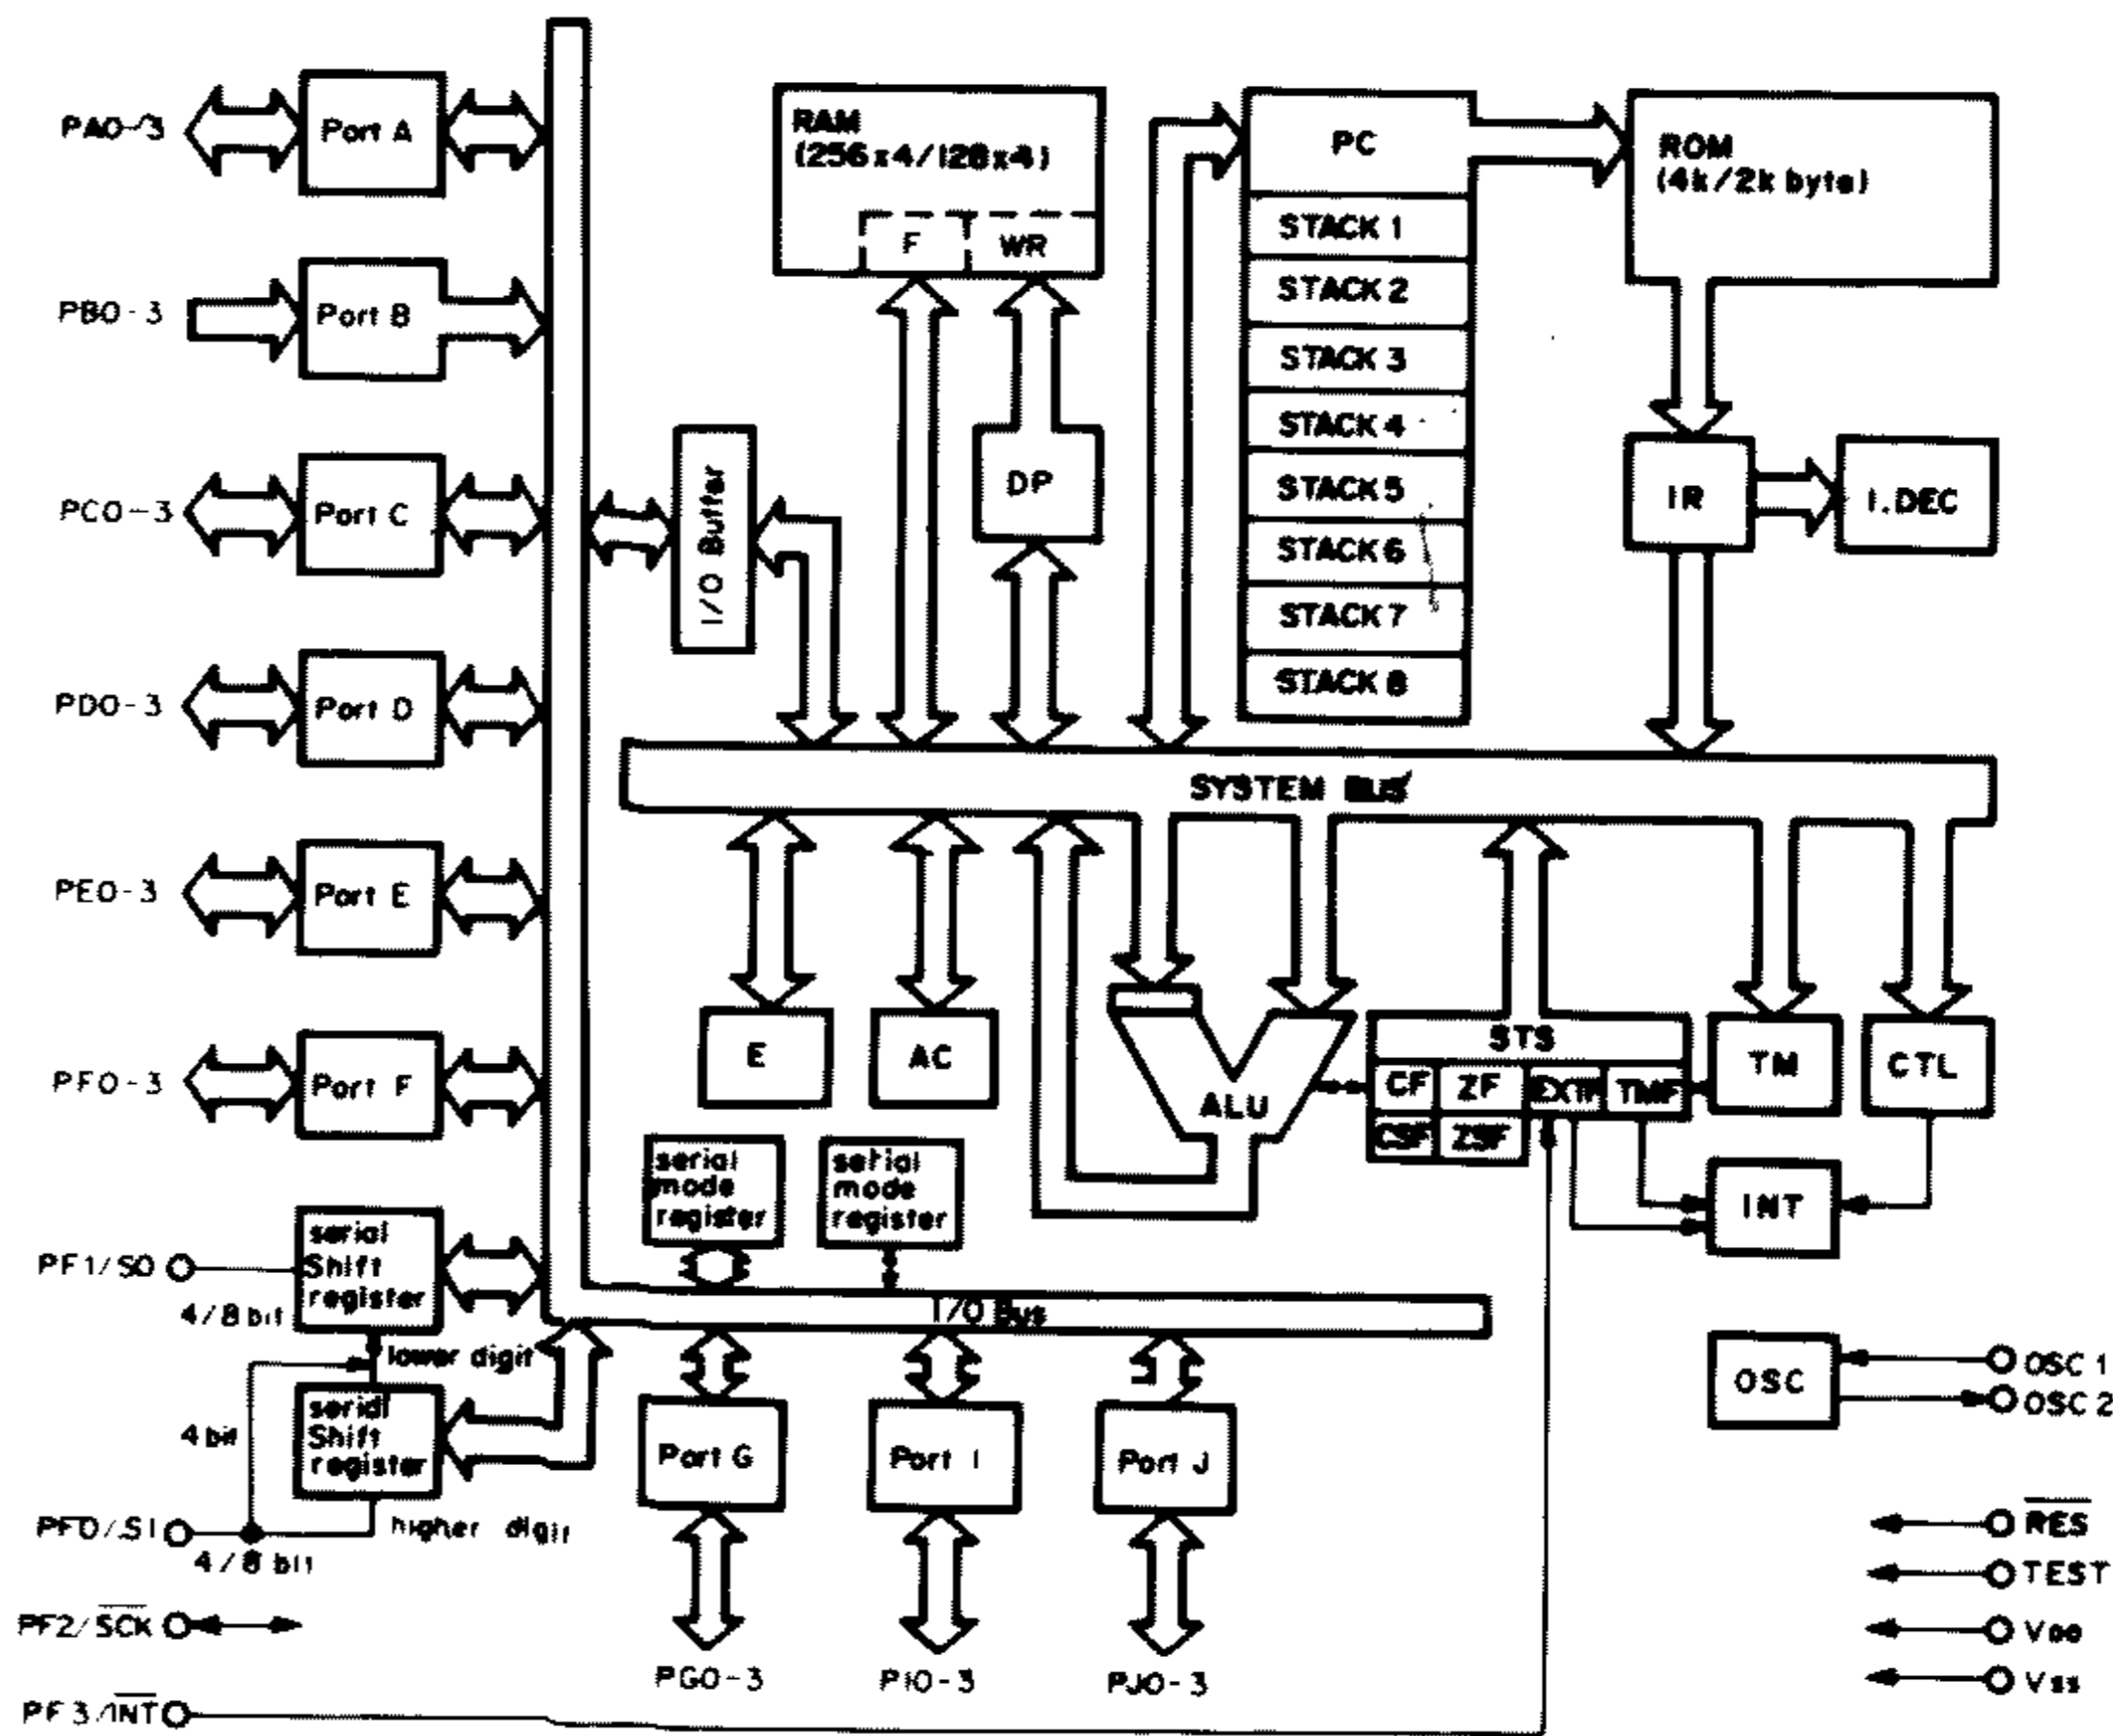 PA0-3
Port A
PB0-3
Port B
PC0-3
Port C
PD0-3
Port D
PE0-3
Port E
PF0-3
Port F
PF1/SO
serial
Shift
register
4/8 bit
lower digit
4 bit
serial
Shift
register
PF0/SI
higher digit
4/8 bit
PF2/SCK
PF3/INT
I/O Buffer
RAM
(256x4/128x4)
F
WR
DP
PC
STACK 1
STACK 2
STACK 3
STACK 4
STACK 5
STACK 6
STACK 7
STACK 8
ROM
(4k/2k byte)
IR
I.DEC
SYSTEM BUS
E
AC
ALU
STS
CF
ZF
EXTF
TMF
CSF
ZSF
TM
CTL
INT
serial
mode
register
serial
mode
register
I/O Bus
Port G
Port I
Port J
PG0-3
PI0-3
PJ0-3
OSC
OSC 1
OSC 2
RES
TEST
Vss